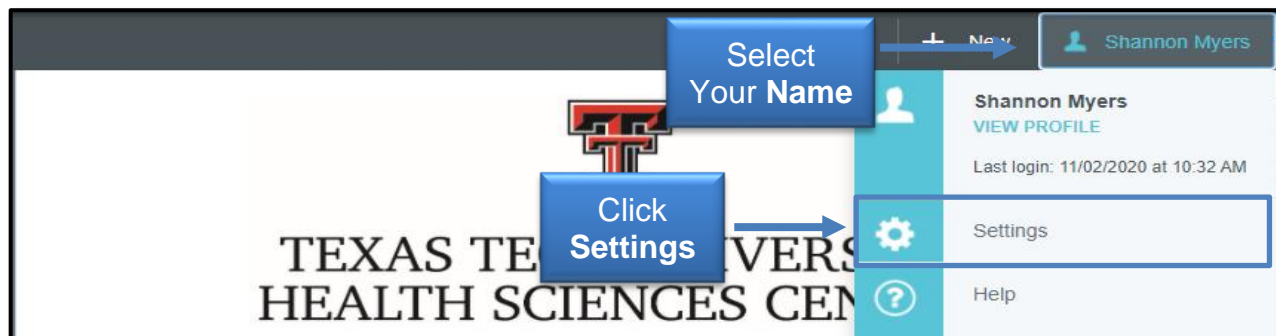 + New Shannon Myers
Select
Your Name
Shannon Myers
VIEW PROFILE
Last login: 11/02/2020 at 10:32 AM
Click
Settings
Settings
TEXAS TE VERS
HEALTH SCIENCES CEN
Help